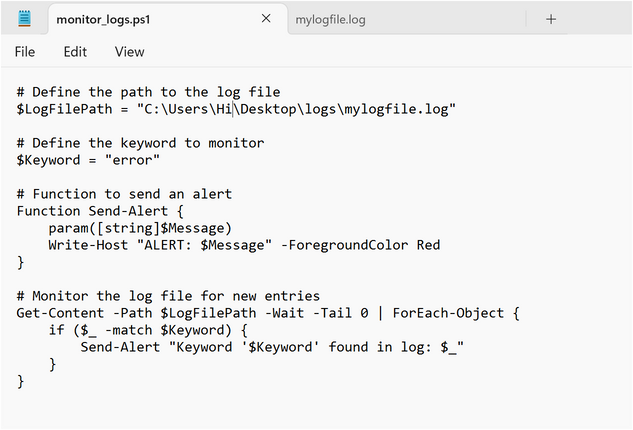 monitor_logs.ps1
mylogfile.log
File Edit View
# Define the path to the log file
$LogFilePath = "C:\Users\Hi\Desktop\logs\mylogfile.log"
# Define the keyword to monitor
$Keyword = "error"
# Function to send an alert
Function Send-Alert {
    param([string]$Message)
    Write-Host "ALERT: $Message" -ForegroundColor Red
}
# Monitor the log file for new entries
Get-Content -Path $LogFilePath -Wait -Tail 0 | ForEach-Object {
    if ($_ -match $Keyword) {
        Send-Alert "Keyword '$Keyword' found in log: $_"
    }
}